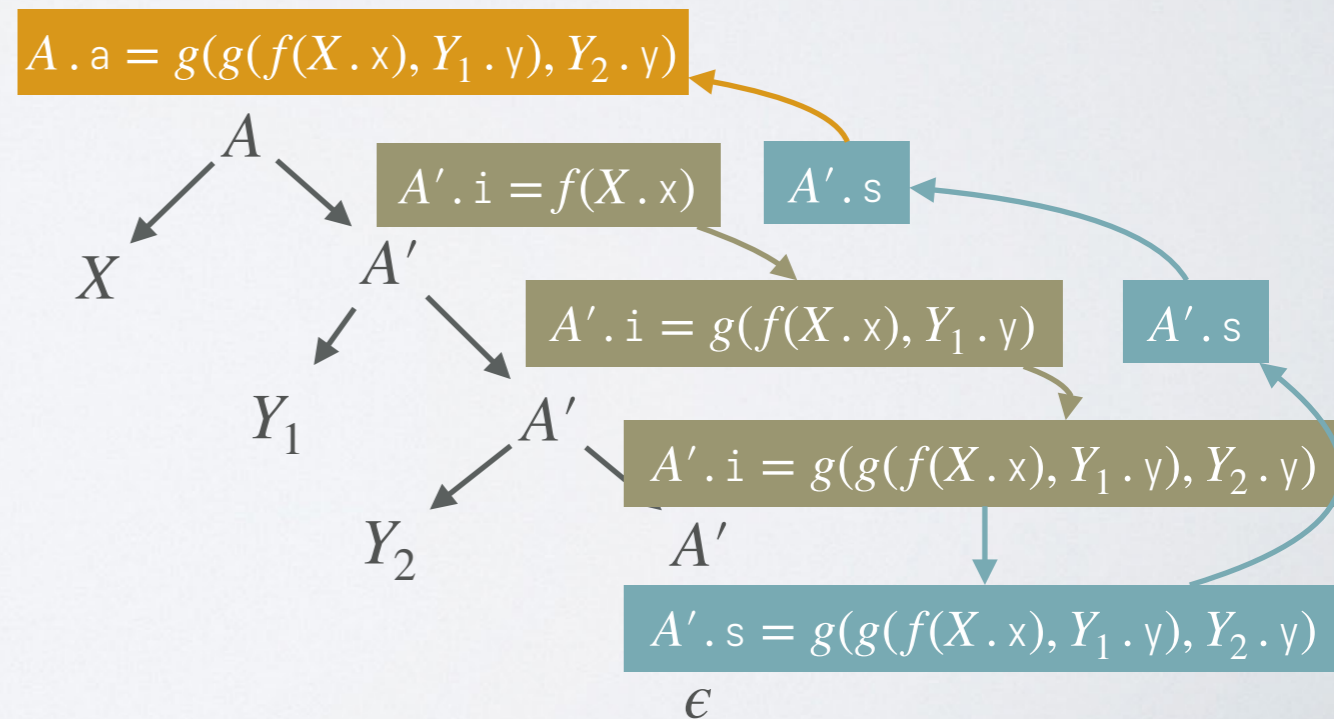 A . a = g(g(f(X . x), Y₁ . y), Y₂ . y)
A
A′. i = f(X . x)
A′. s
X
A′
A′. i = g(f(X . x), Y₁ . y)
A′. s
Y₁
A′
A′. i = g(g(f(X . x), Y₁ . y), Y₂ . y)
Y₂
A′
A′. s = g(g(f(X . x), Y₁ . y), Y₂ . y)
ϵ